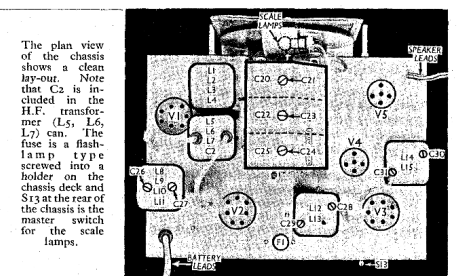 The plan view
of the chassis
shows a clean
lay-out. Note
that C2 is in-
cluded in the
H.F. transfor-
mer (L5, L6,
L7) can. The
fuse is a flash-
lamp type
screwed into a
holder on the
chassis deck and
S13 at the rear of
the chassis is the
master switch
for the scale
lamps.
SCALE
LAMPS
SPEAKER
LEADS
L1
L2
L3
L4
C20
C21
V1
V5
L5
L6
L7
C2
C22
C23
V4
C25
C24
L14
L15
C30
C31
C26
L8
L9
L10
L11
C27
V2
L12
L13
C28
C29
V3
F1
BATTERY
LEADS
S13